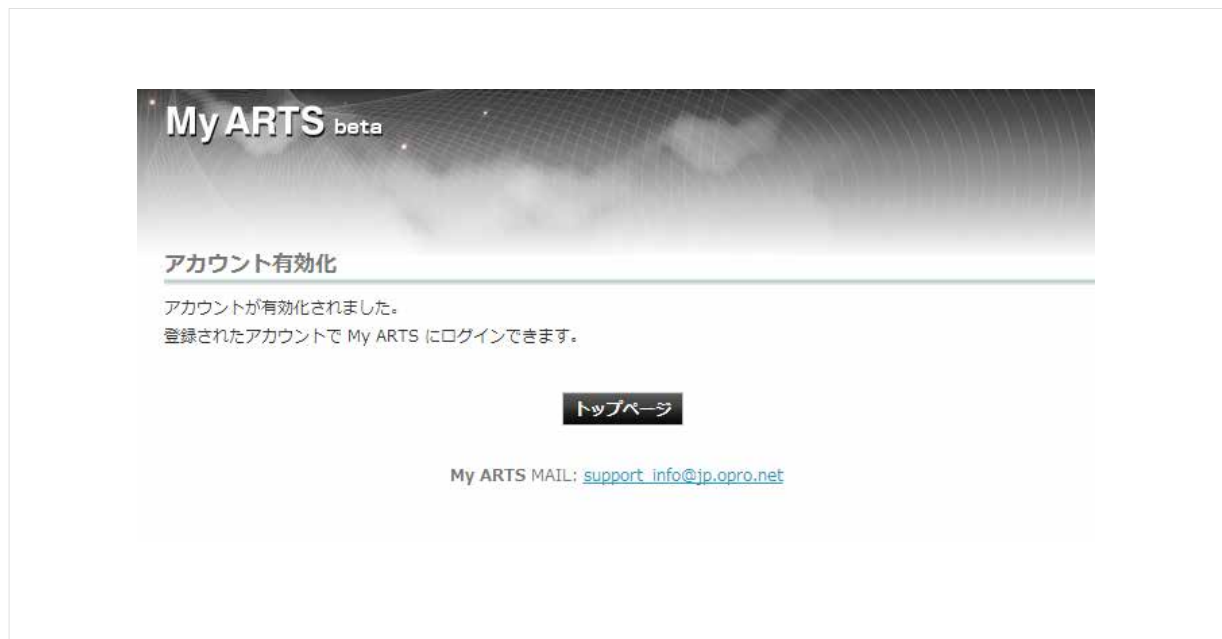 My ARTS beta
アカウント有効化
アカウントが有効化されました。
登録されたアカウントで My ARTS にログインできます。
トップページ
My ARTS MAIL: support_info@jp.opro.net